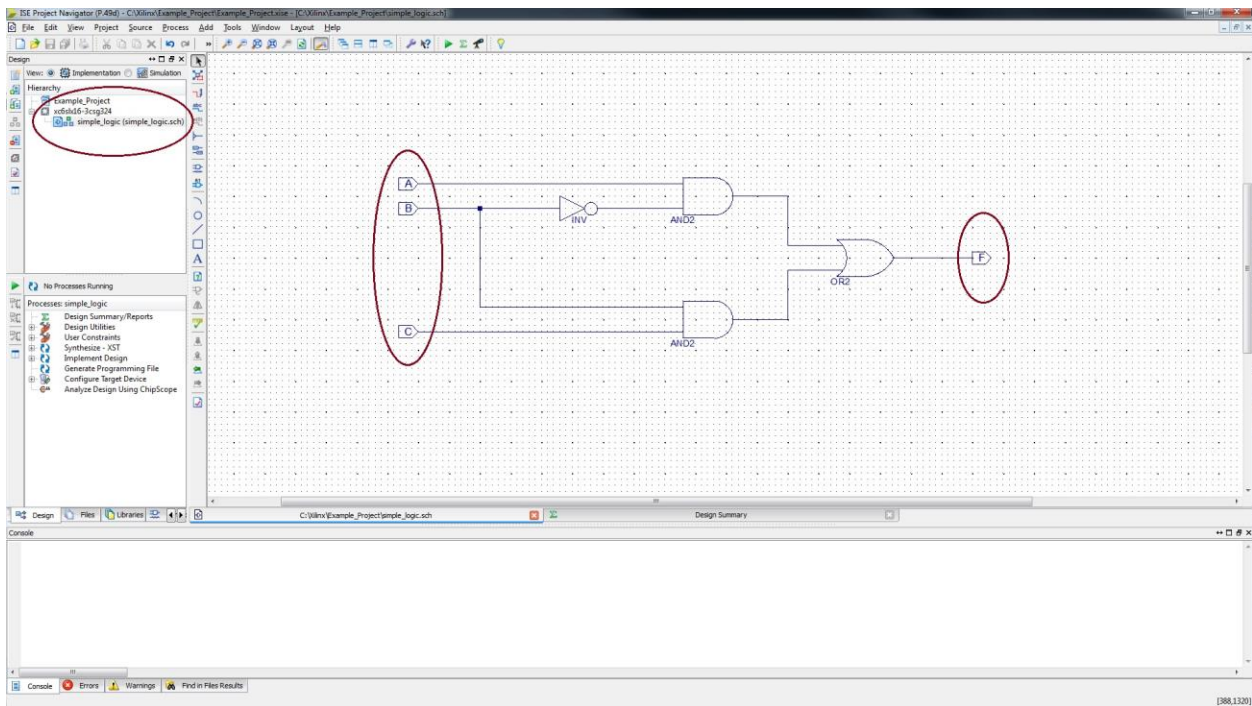 ISE Project Navigator (P.49d) - C:\Xilinx\Example_Project\Example_Project.xise - [C:\Xilinx\Example_Project\simple_logic.sch]
File Edit View Project Source Process Add Tools Window Layout Help
Design
View: Implementation Simulation
Hierarchy
Example_Project
xc6slx16-3csg324
simple_logic (simple_logic.sch)
A
B
INV
AND2
OR2
F
C
AND2
No Processes Running
Processes: simple_logic
Design Summary/Reports
Design Utilities
User Constraints
Synthesize - XST
Implement Design
Generate Programming File
Configure Target Device
Analyze Design Using ChipScope
Design Files Libraries
C:\Xilinx\Example_Project\simple_logic.sch Design Summary
Console
Console Errors Warnings Find in Files Results
[388,1320]